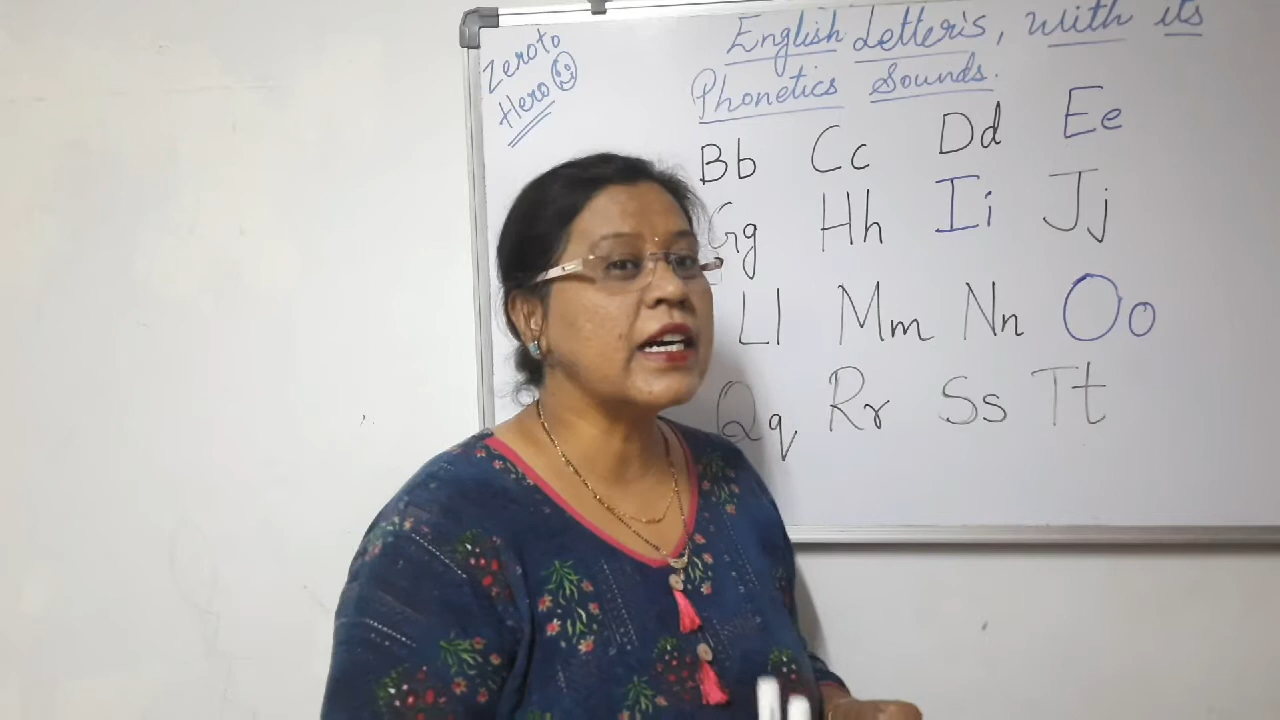 Zero to
Hero
English Letter's, with its
Phonetics Sounds.
Bb Cc Dd Ee
Gg Hh Ii Jj
Ll Mm Nn Oo
Qq Rr Ss Tt